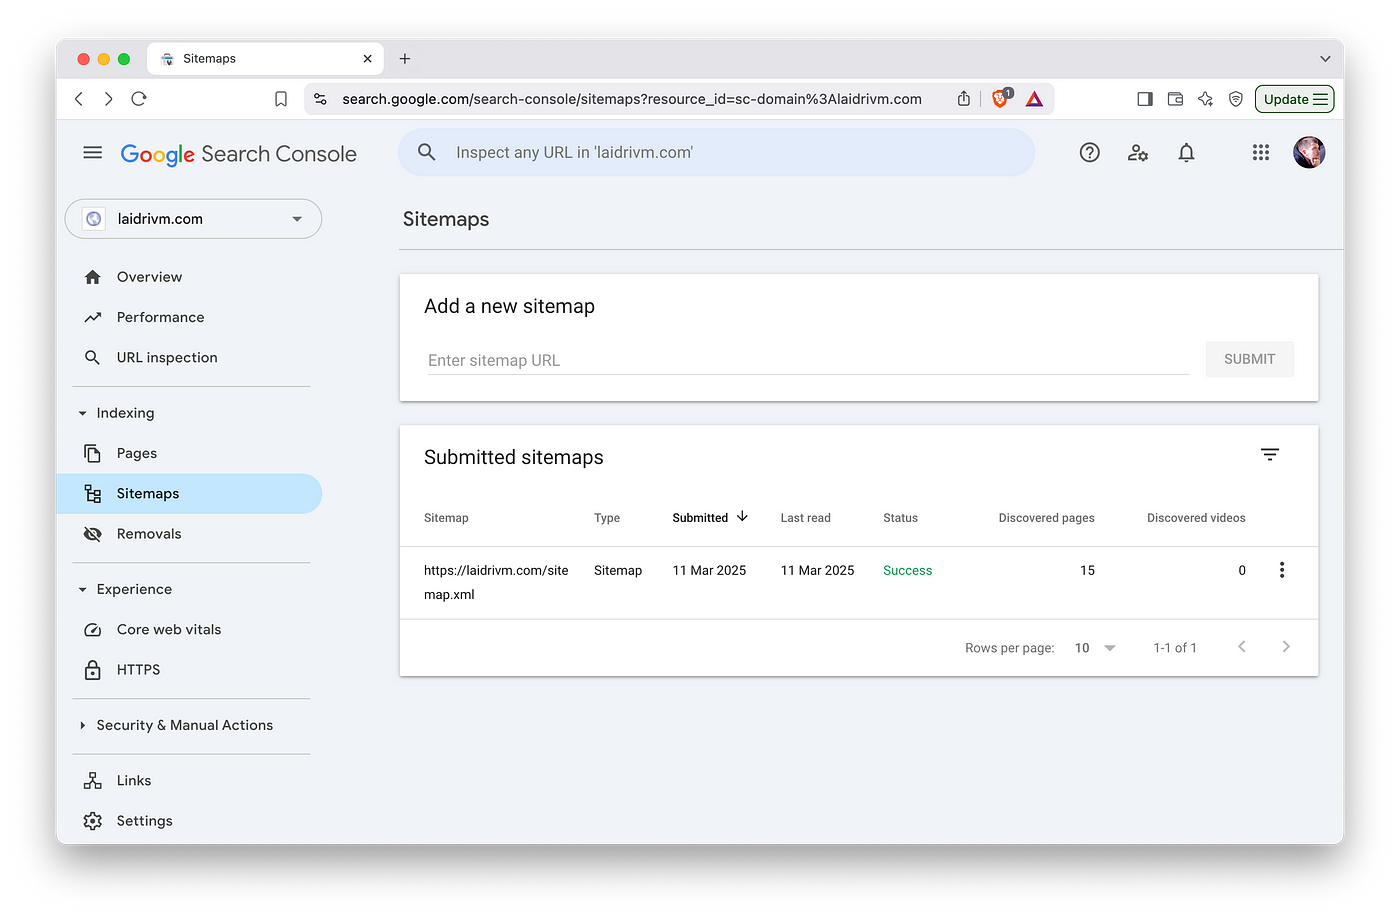 Sitemaps
search.google.com/search-console/sitemaps?resource_id=sc-domain%3Alaidrivm.com
1
Update
Google Search Console
Inspect any URL in 'laidrivm.com'
laidrivm.com
Overview
Performance
URL inspection
Indexing
Pages
Sitemaps
Removals
Experience
Core web vitals
HTTPS
Security & Manual Actions
Links
Settings
Sitemaps
Add a new sitemap
Enter sitemap URL
SUBMIT
Submitted sitemaps
Sitemap Type Submitted Last read Status Discovered pages Discovered videos
https://laidrivm.com/site Sitemap 11 Mar 2025 11 Mar 2025 Success 15 0
map.xml
Rows per page: 10 1-1 of 1